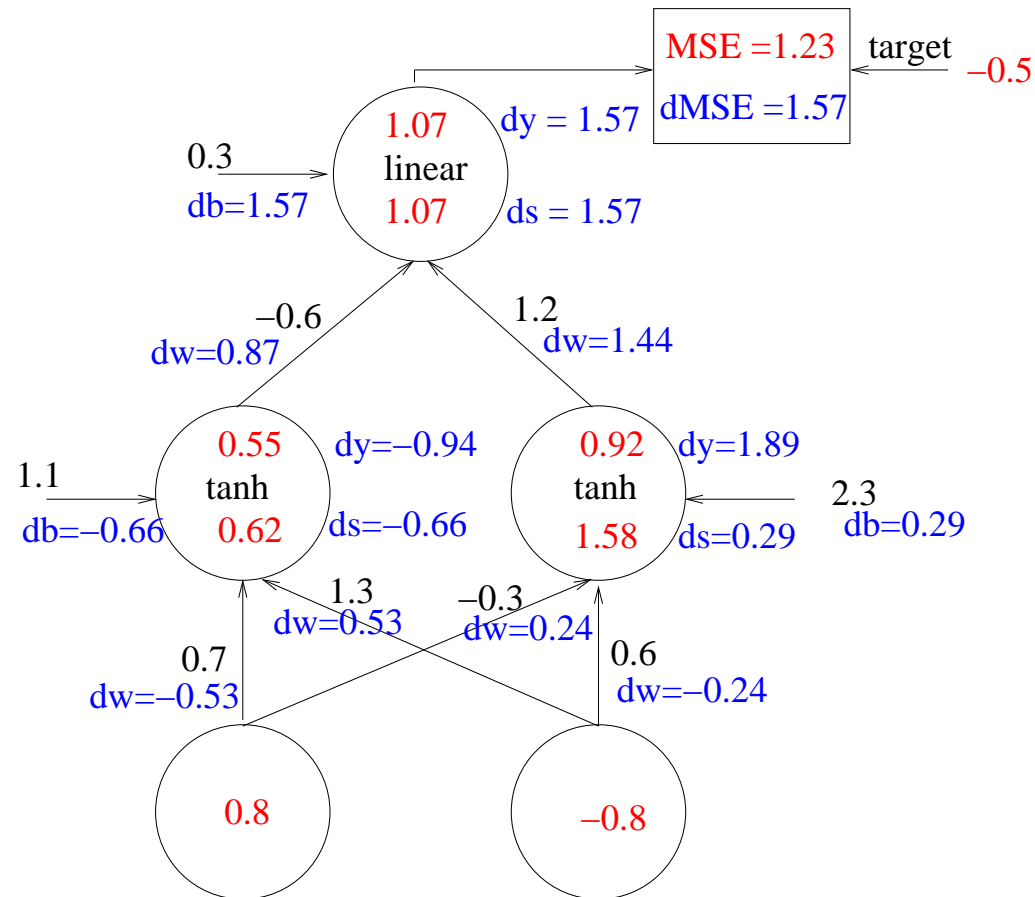 MSE =1.23
target
−0.5
dMSE =1.57
1.07
dy = 1.57
0.3
linear
db=1.57
1.07
ds = 1.57
−0.6
1.2
dw=0.87
dw=1.44
0.55
dy=−0.94
0.92
dy=1.89
1.1
tanh
tanh
2.3
db=−0.66
0.62
ds=−0.66
1.58
ds=0.29
db=0.29
1.3
−0.3
dw=0.53
dw=0.24
0.7
0.6
dw=−0.53
dw=−0.24
0.8
−0.8